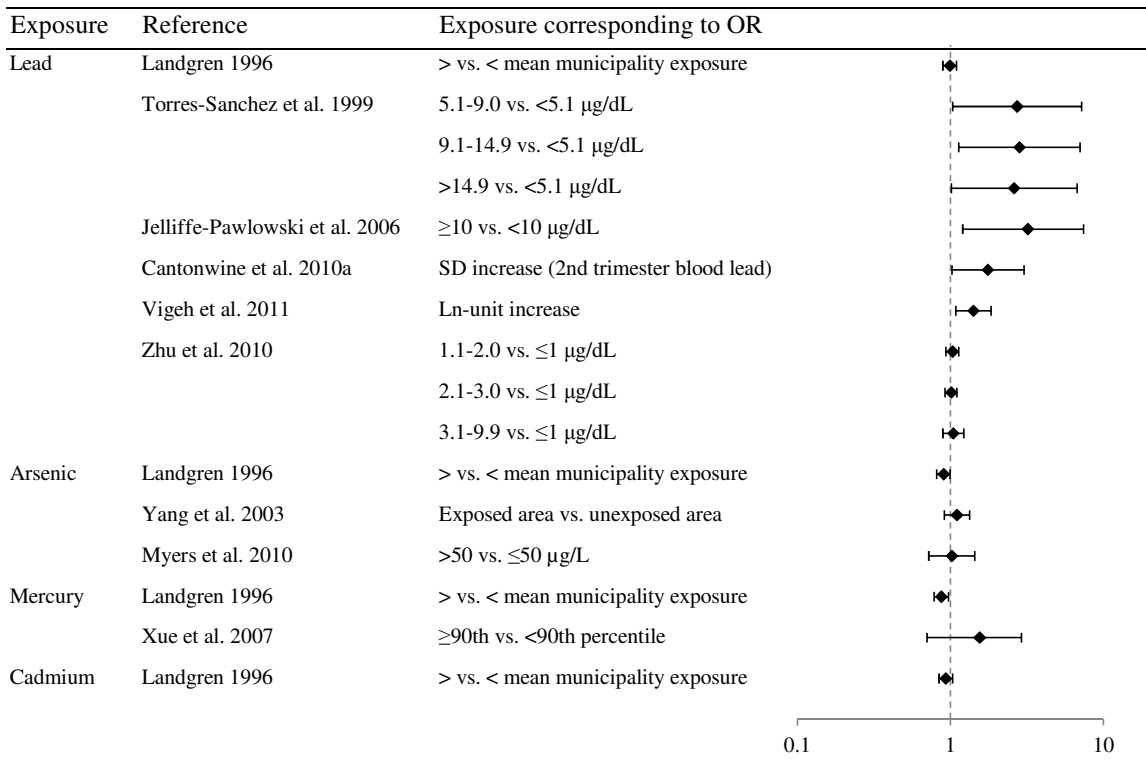 Exposure Reference Exposure corresponding to OR
Lead Landgren 1996 > vs. < mean municipality exposure
Torres-Sanchez et al. 1999 5.1-9.0 vs. <5.1 μg/dL
9.1-14.9 vs. <5.1 μg/dL
>14.9 vs. <5.1 μg/dL
Jelliffe-Pawlowski et al. 2006 ≥10 vs. <10 μg/dL
Cantonwine et al. 2010a SD increase (2nd trimester blood lead)
Vigeh et al. 2011 Ln-unit increase
Zhu et al. 2010 1.1-2.0 vs. ≤1 μg/dL
2.1-3.0 vs. ≤1 μg/dL
3.1-9.9 vs. ≤1 μg/dL
Arsenic Landgren 1996 > vs. < mean municipality exposure
Yang et al. 2003 Exposed area vs. unexposed area
Myers et al. 2010 >50 vs. ≤50 µg/L
Mercury Landgren 1996 > vs. < mean municipality exposure
Xue et al. 2007 ≥90th vs. <90th percentile
Cadmium Landgren 1996 > vs. < mean municipality exposure
0.1 1 10